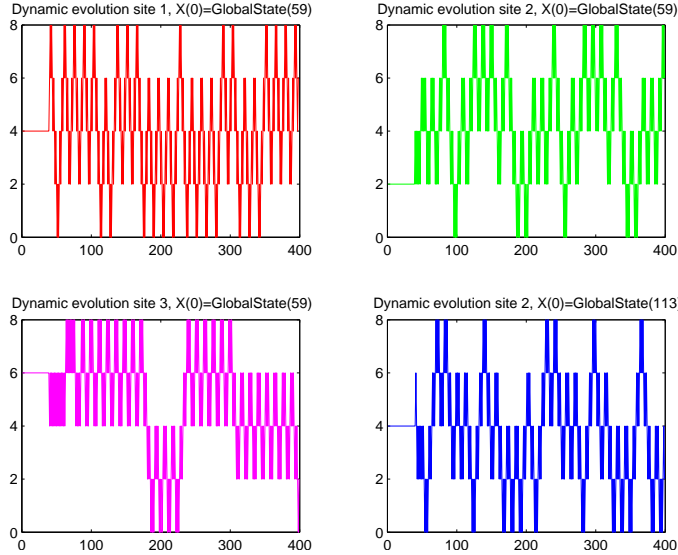 Dynamic evolution site 1, X(0)=GlobalState(59)
Dynamic evolution site 2, X(0)=GlobalState(59)
8
6
4
2
0
0 100 200 300 400
8
6
4
2
0
0 100 200 300 400
Dynamic evolution site 3, X(0)=GlobalState(59)
Dynamic evolution site 2, X(0)=GlobalState(113)
8
6
4
2
0
0 100 200 300 400
8
6
4
2
0
0 100 200 300 400